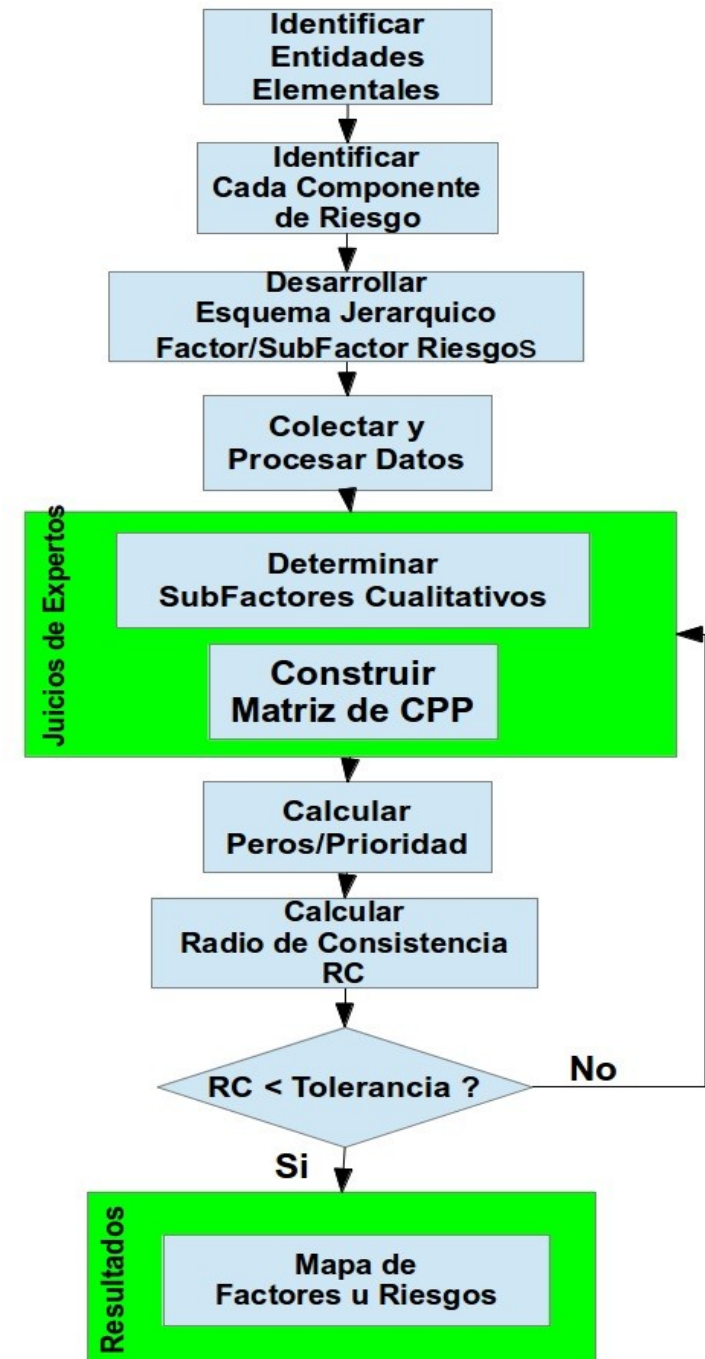 Identificar
Entidades
Elementales
Identificar
Cada Componente
de Riesgo
Desarrollar
Esquema Jerarquico
Factor/SubFactor Riesgos
Colectar y
Procesar Datos
Juicios de Expertos
Determinar
SubFactores Cualitativos
Construir
Matriz de CPP
Calcular
Peros/Prioridad
Calcular
Radio de Consistencia
RC
RC < Tolerancia ?
No
Si
Resultados
Mapa de
Factores u Riesgos